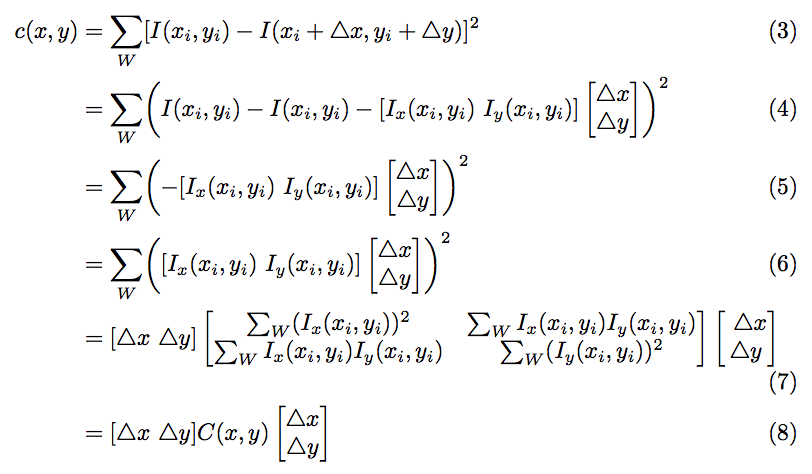 c(x, y) = ∑_W [I(x_i, y_i) − I(x_i + △x, y_i + △y)]^2 (3)
= ∑_W ( I(x_i, y_i) − I(x_i, y_i) − [I_x(x_i, y_i) I_y(x_i, y_i)] [△x △y] )^2 (4)
= ∑_W ( −[I_x(x_i, y_i) I_y(x_i, y_i)] [△x △y] )^2 (5)
= ∑_W ( [I_x(x_i, y_i) I_y(x_i, y_i)] [△x △y] )^2 (6)
= [△x △y] [ ∑_W (I_x(x_i, y_i))^2 ∑_W I_x(x_i, y_i)I_y(x_i, y_i) ∑_W I_x(x_i, y_i)I_y(x_i, y_i) ∑_W (I_y(x_i, y_i))^2 ] [△x △y]
(7)
= [△x △y]C(x, y) [△x △y] (8)